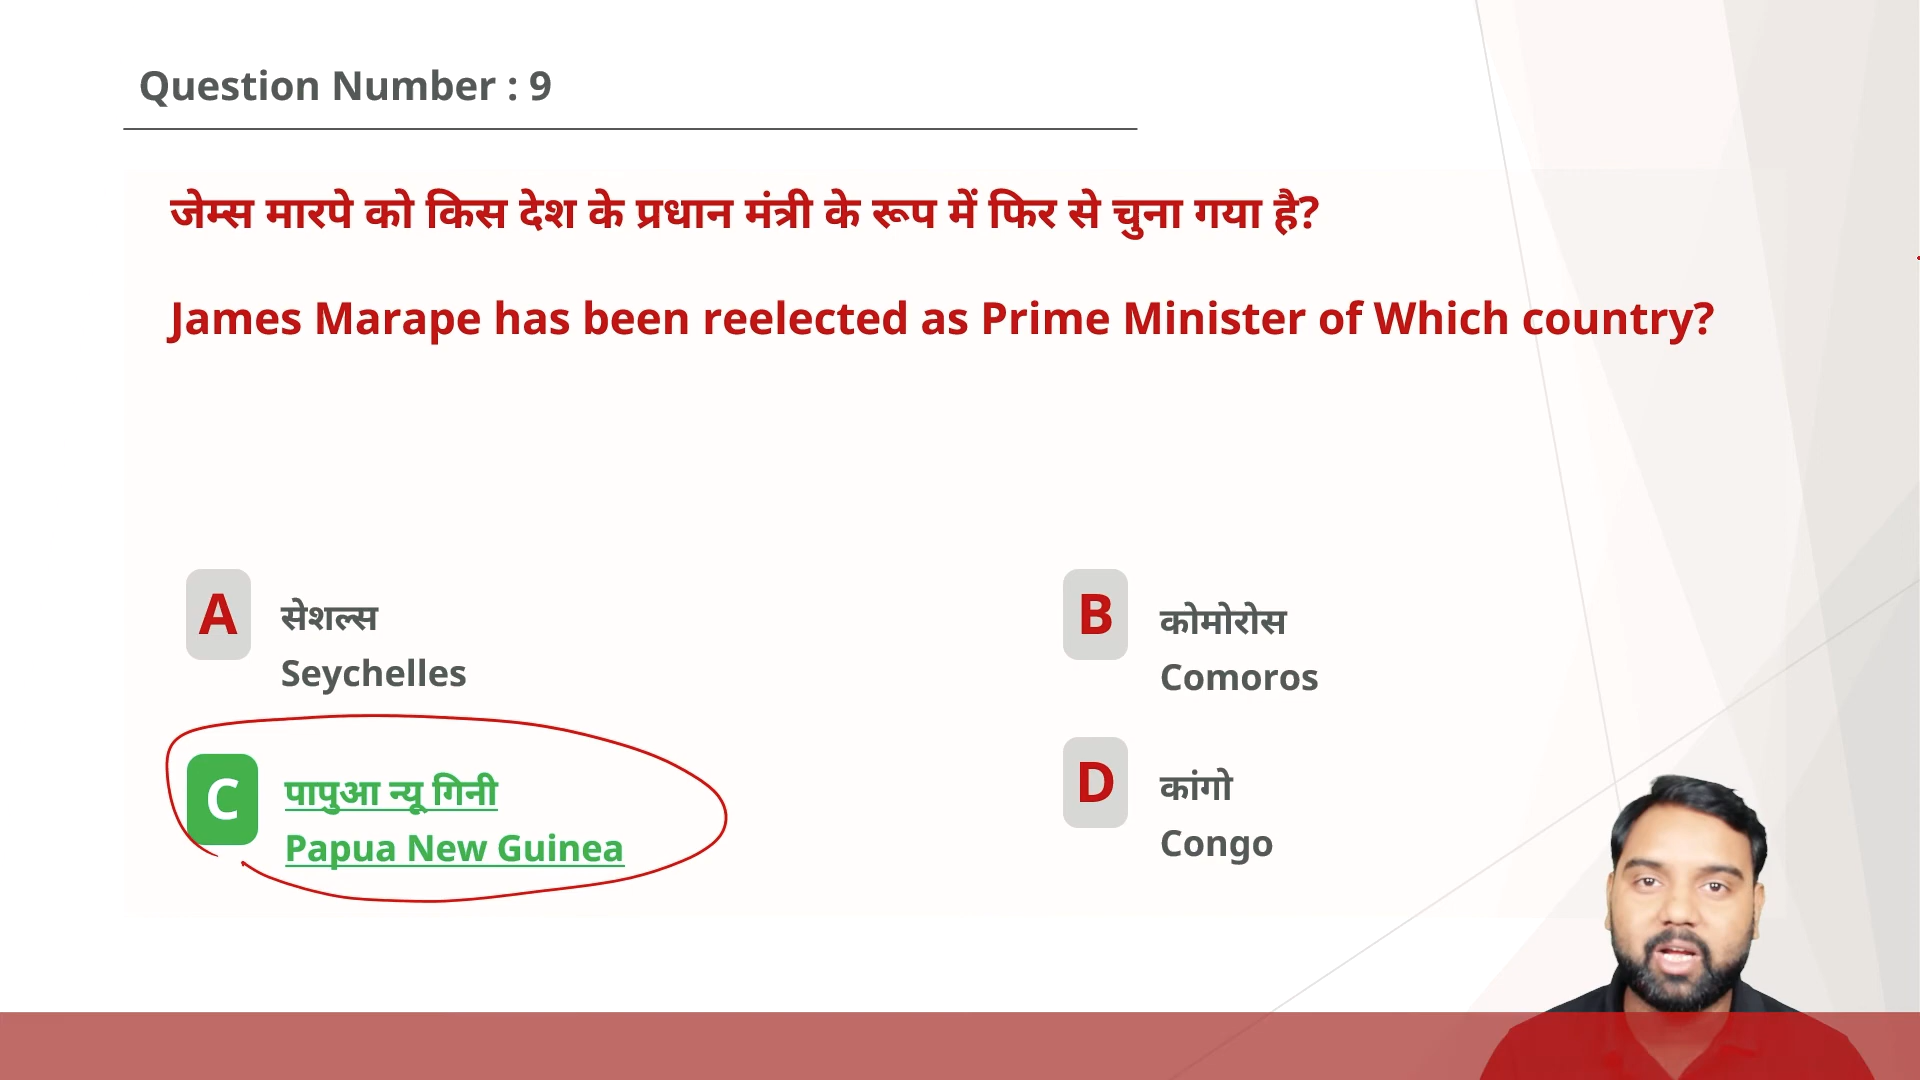 Question Number : 9
जेम्स मारपे को किस देश के प्रधान मंत्री के रूप में फिर से चुना गया है?
James Marape has been reelected as Prime Minister of Which country?
A
सेशल्स
Seychelles
B
कोमोरोस
Comoros
C
पापुआ न्यू गिनी
Papua New Guinea
D
कांगो
Congo